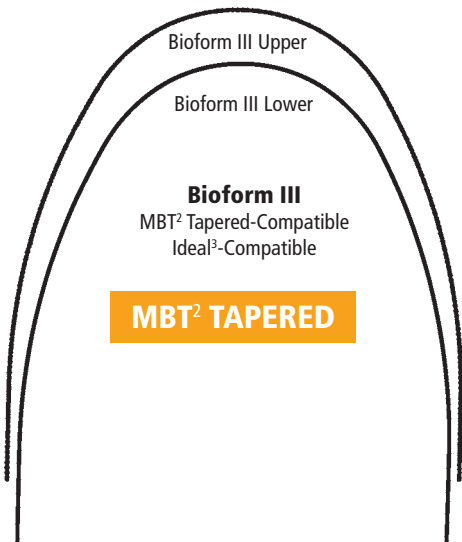 Bioform III Upper
Bioform III Lower
Bioform III
MBT² Tapered-Compatible
Ideal³-Compatible
MBT² TAPERED